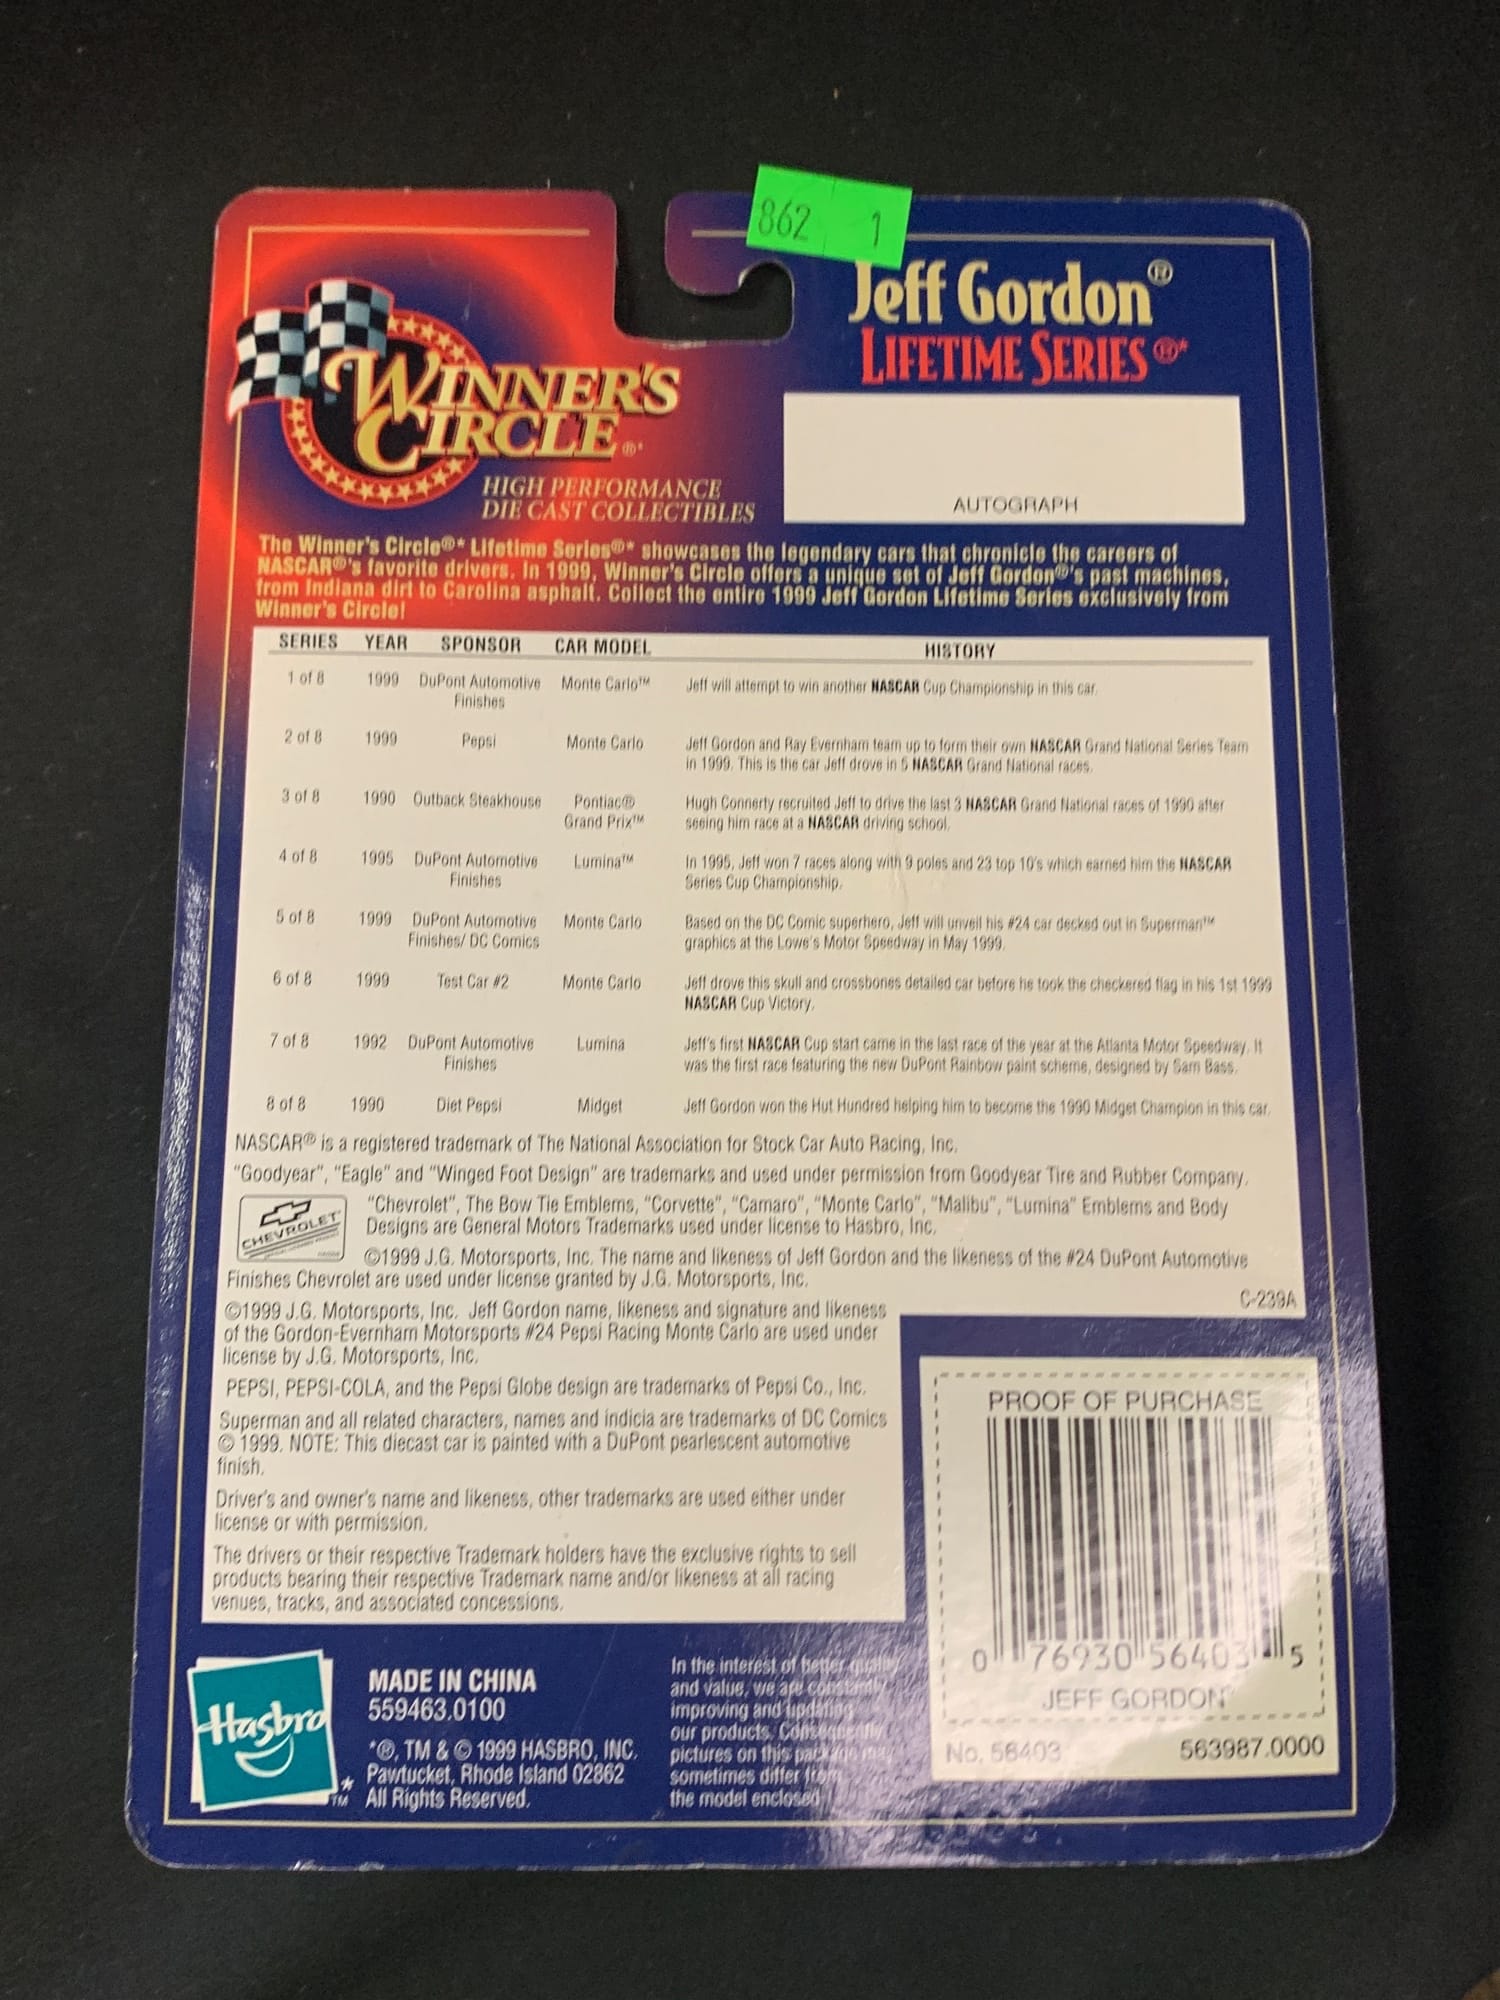 862 1
Jeff Gordon®
LIFETIME SERIES®*
WINNER'S
CIRCLE®*
HIGH PERFORMANCE
DIE CAST COLLECTIBLES
AUTOGRAPH
The Winner's Circle®* Lifetime Series®* showcases the legendary cars that chronicle the careers of
NASCAR®'s favorite drivers. In 1999, Winner's Circle offers a unique set of Jeff Gordon®'s past machines,
from Indiana dirt to Carolina asphalt. Collect the entire 1999 Jeff Gordon Lifetime Series exclusively from
Winner's Circle!
SERIES YEAR SPONSOR CAR MODEL HISTORY
1 of 8 1999 DuPont Automotive Monte Carlo™ Jeff will attempt to win another NASCAR Cup Championship in this car.
Finishes
2 of 8 1999 Pepsi Monte Carlo Jeff Gordon and Ray Evernham team up to form their own NASCAR Grand National Series Team
in 1999. This is the car Jeff drove in 5 NASCAR Grand National races.
3 of 8 1990 Outback Steakhouse Pontiac® Hugh Connerty recruited Jeff to drive the last 3 NASCAR Grand National races of 1990 after
Grand Prix™ seeing him race at a NASCAR driving school.
4 of 8 1995 DuPont Automotive Lumina™ In 1995, Jeff won 7 races along with 9 poles and 23 top 10's which earned him the NASCAR
Finishes Series Cup Championship.
5 of 8 1999 DuPont Automotive Monte Carlo Based on the DC Comic superhero, Jeff will unveil his #24 car decked out in Superman™
Finishes/ DC Comics graphics at the Lowe's Motor Speedway in May 1999.
6 of 8 1999 Test Car #2 Monte Carlo Jeff drove this skull and crossbones detailed car before he took the checkered flag in his 1st 1999
NASCAR Cup Victory.
7 of 8 1992 DuPont Automotive Lumina Jeff's first NASCAR Cup start came in the last race of the year at the Atlanta Motor Speedway. It
Finishes was the first race featuring the new DuPont Rainbow paint scheme, designed by Sam Bass.
8 of 8 1990 Diet Pepsi Midget Jeff Gordon won the Hut Hundred helping him to become the 1990 Midget Champion in this car.
NASCAR® is a registered trademark of The National Association for Stock Car Auto Racing, Inc.
"Goodyear", "Eagle" and "Winged Foot Design" are trademarks and used under permission from Goodyear Tire and Rubber Company.
CHEVROLET
"Chevrolet", The Bow Tie Emblems, "Corvette", "Camaro", "Monte Carlo", "Malibu", "Lumina" Emblems and Body
Designs are General Motors Trademarks used under license to Hasbro, Inc.
©1999 J.G. Motorsports, Inc. The name and likeness of Jeff Gordon and the likeness of the #24 DuPont Automotive
Finishes Chevrolet are used under license granted by J.G. Motorsports, Inc.
C-239A
©1999 J.G. Motorsports, Inc. Jeff Gordon name, likeness and signature and likeness
of the Gordon-Evernham Motorsports #24 Pepsi Racing Monte Carlo are used under
license by J.G. Motorsports, Inc.
PEPSI, PEPSI-COLA, and the Pepsi Globe design are trademarks of Pepsi Co., Inc.
Superman and all related characters, names and indicia are trademarks of DC Comics
© 1999. NOTE: This diecast car is painted with a DuPont pearlescent automotive
finish.
Driver's and owner's name and likeness, other trademarks are used either under
license or with permission.
The drivers or their respective Trademark holders have the exclusive rights to sell
products bearing their respective Trademark name and/or likeness at all racing
venues, tracks, and associated concessions.
PROOF OF PURCHASE
0 76930 56403 5
JEFF GORDON
No. 56403 563987.0000
Hasbro
*
TM
MADE IN CHINA
559463.0100
*®, TM & © 1999 HASBRO, INC.
Pawtucket, Rhode Island 02862
All Rights Reserved.
In the interest of better quality
and value, we are constantly
improving and updating
our products. Consequently
pictures on this package may
sometimes differ from
the model enclosed